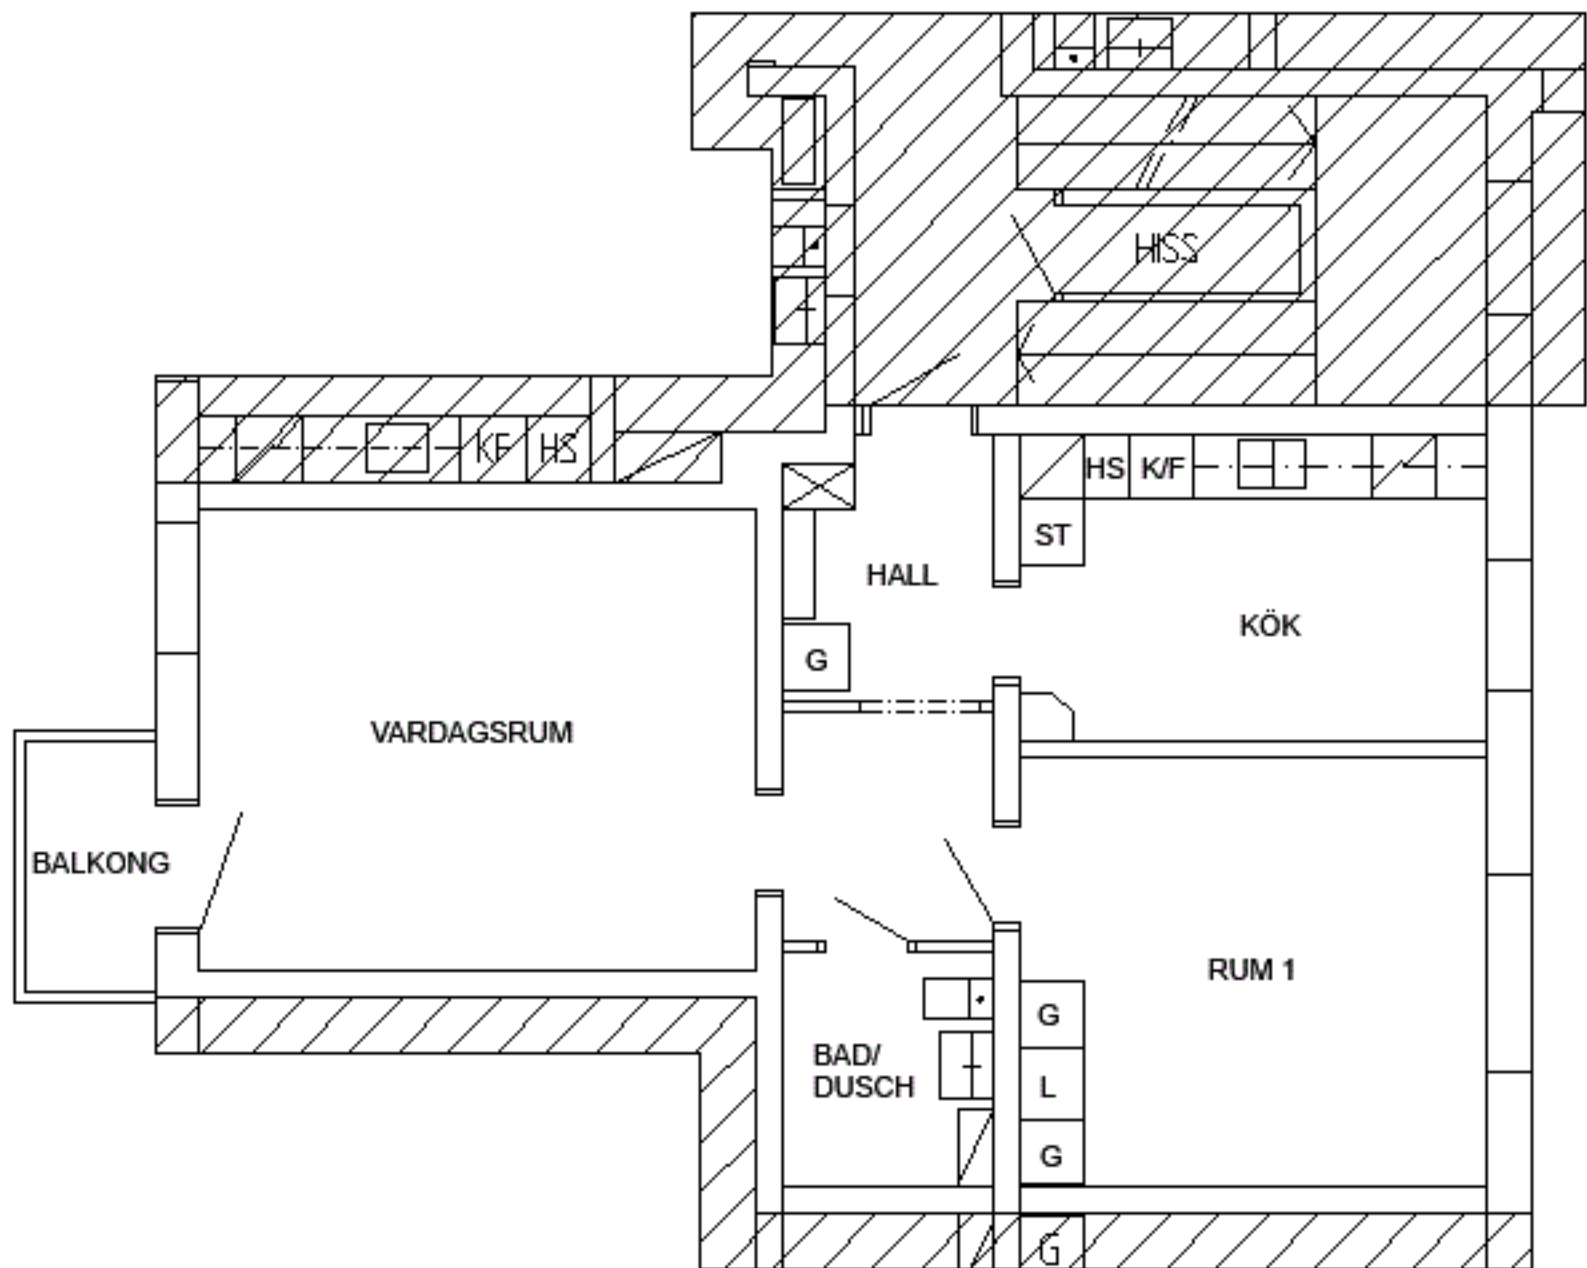 HISS
KF
HS
HS
K/F
ST
HALL
KÖK
G
VARDAGSRUM
BALKONG
RUM 1
G
BAD/
DUSCH
L
G
G